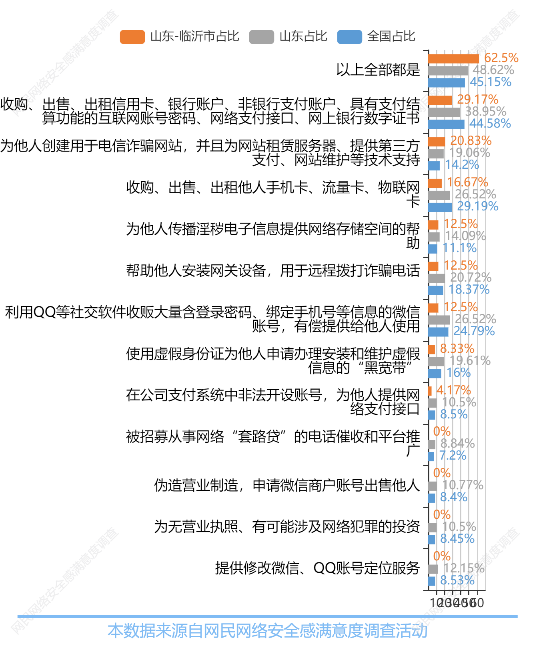 山东-临沂市占比 山东占比 全国占比
以上全部都是
62.5%
48.62%
45.15%
收购、出售、出租信用卡、银行账户、非银行支付账户、具有支付结
算功能的互联网账号密码、网络支付接口、网上银行数字证书
29.17%
38.95%
44.58%
为他人创建用于电信诈骗网站，并且为网站租赁服务器、提供第三方
支付、网站维护等技术支持
20.83%
19.06%
14.2%
收购、出售、出租他人手机卡、流量卡、物联网
卡
16.67%
26.52%
29.19%
为他人传播淫秽电子信息提供网络存储空间的帮
助
12.5%
14.09%
11.1%
帮助他人安装网关设备，用于远程拨打诈骗电话
12.5%
20.72%
18.37%
利用QQ等社交软件收贩大量含登录密码、绑定手机号等信息的微信
账号，有偿提供给他人使用
12.5%
26.52%
24.79%
使用虚假身份证为他人申请办理安装和维护虚假
信息的“黑宽带”
8.33%
19.61%
16%
在公司支付系统中非法开设账号，为他人提供网
络支付接口
4.17%
10.5%
8.5%
被招募从事网络“套路贷”的电话催收和平台推
广
0%
8.84%
7.2%
伪造营业制造，申请微信商户账号出售他人
0%
10.77%
8.4%
为无营业执照、有可能涉及网络犯罪的投资
0%
10.5%
8.45%
提供修改微信、QQ账号定位服务
0%
12.15%
8.53%
10 20 30 40 50 60
本数据来源自网民网络安全感满意度调查活动